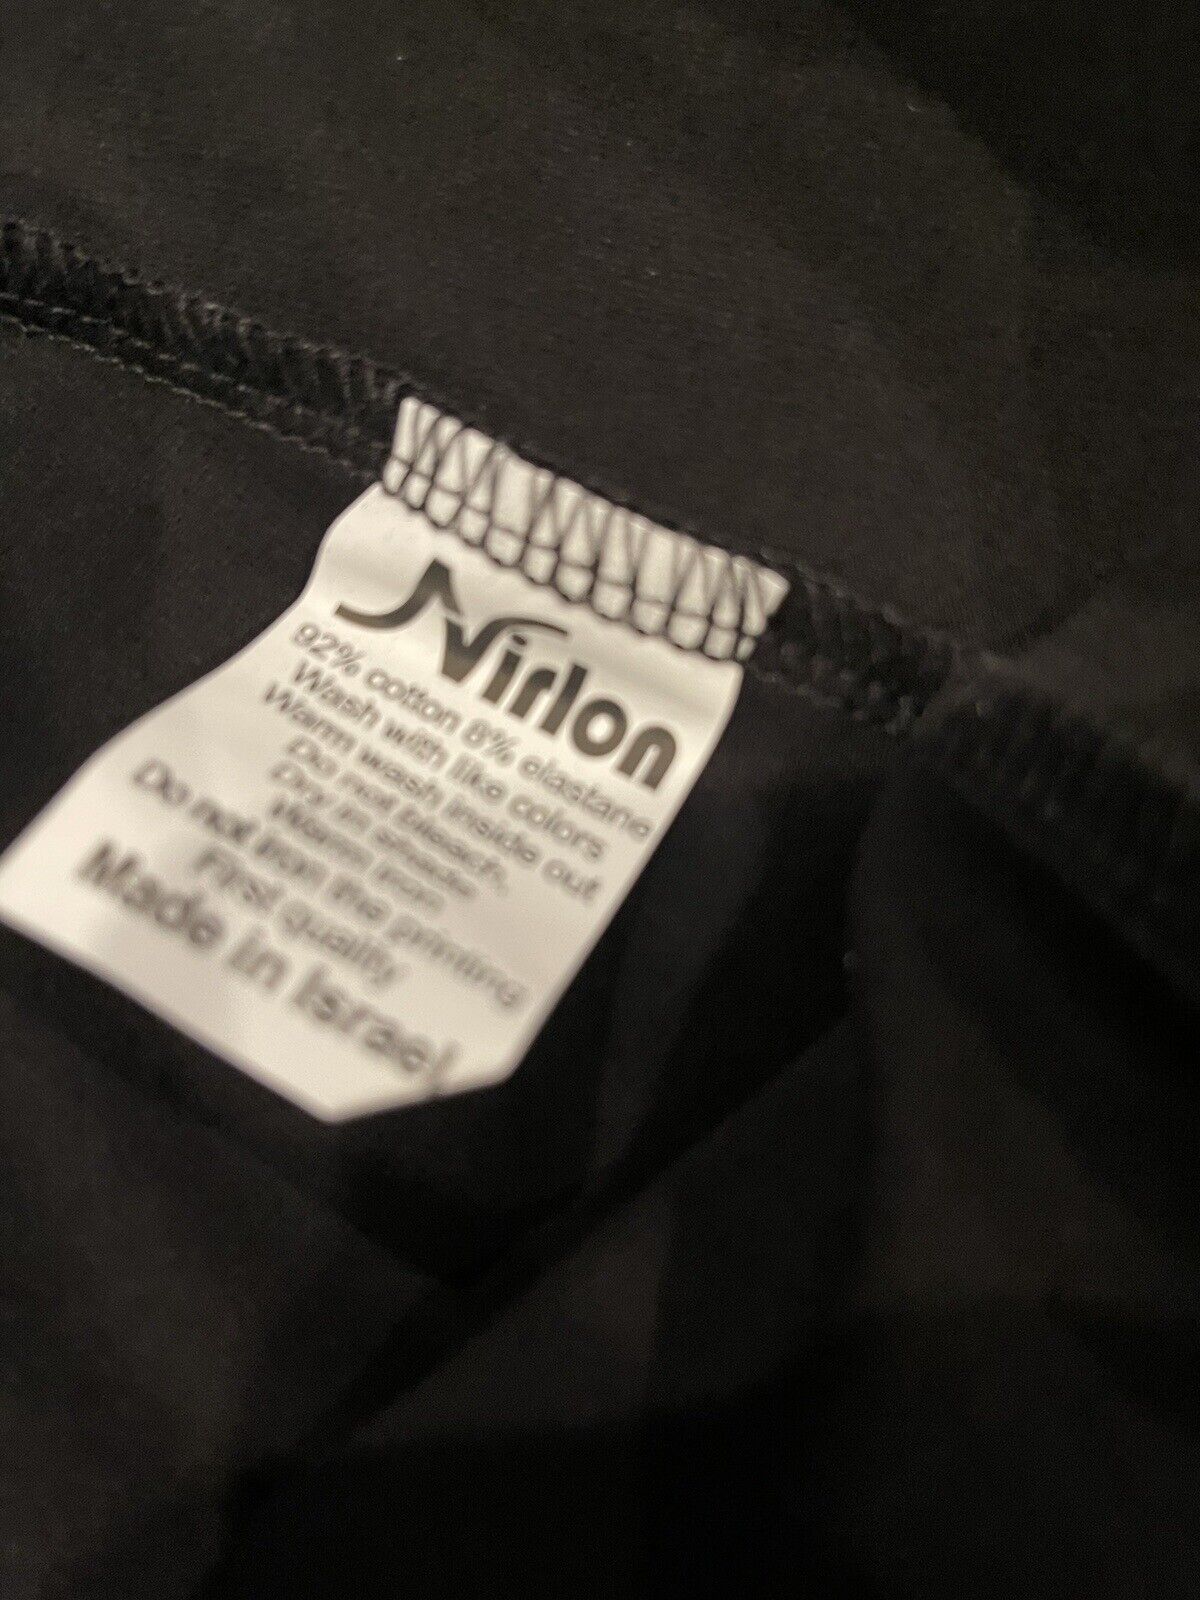 Nirlon
92% cotton 8% elastane
Wash with like colors
Warm wash inside out
Do not bleach.
Dry in shade
Warm iron
Do not iron the printing
First quality
Made in Israel